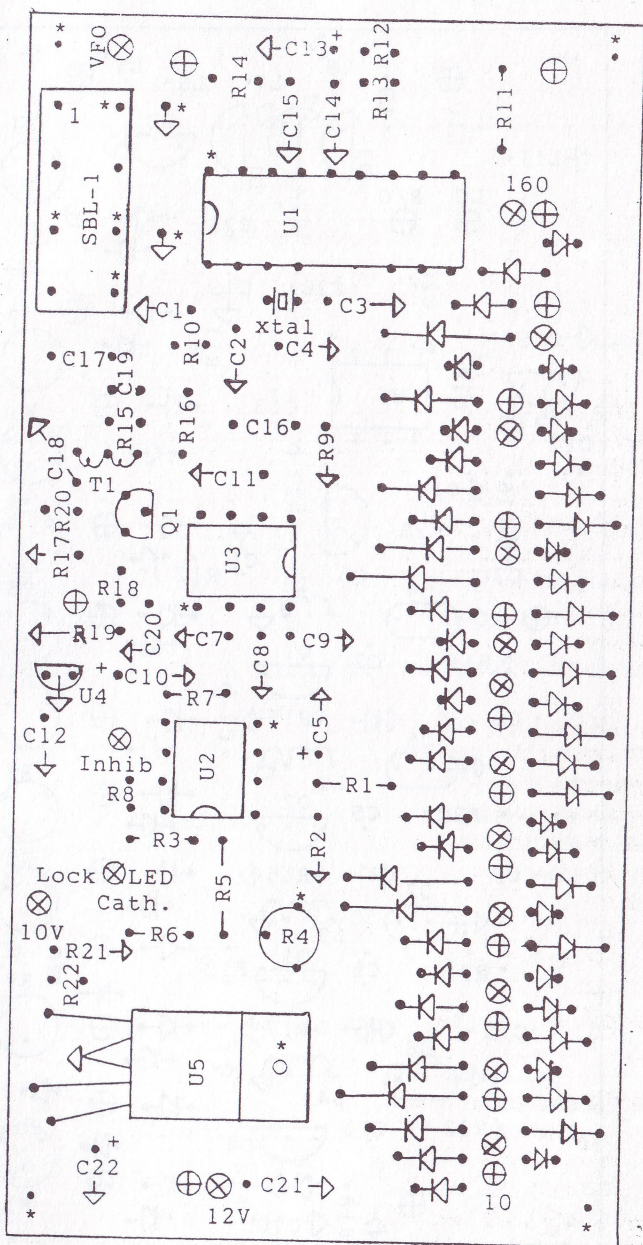 VFO
R14
C13 +
R12
R13
C15
C14
R11
160
1
SBL-1
U1
C1
xtal
C3
R10
C2
C4
C17
C19
R15
R16
C16
R9
C18
T1
C11
R20
R17
Q1
U3
R18
R19
C20
C7
C8
C9
U4
+
C10
R7
C12
Inhib
U2
C5
+
R8
R1
R3
R5
R2
Lock
LED
Cath.
10V
R6
R4
R21
R22
U5
C22
+
12V
C21
10